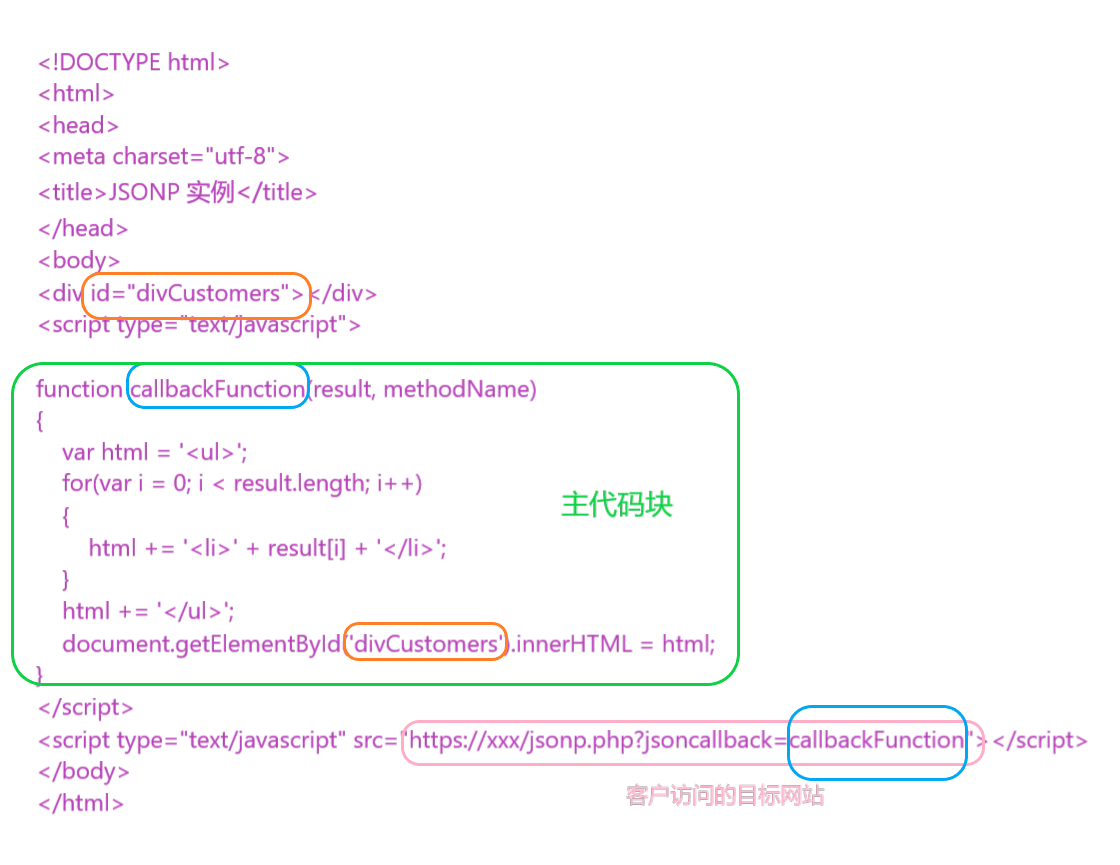 <!DOCTYPE html>
<html>
<head>
<meta charset="utf-8">
<title>JSONP 实例</title>
</head>
<body>
<div id="divCustomers"></div>
<script type="text/javascript">
function callbackFunction(result, methodName)
{
var html = '<ul>';
for(var i = 0; i < result.length; i++)
主代码块
{
html += '<li>' + result[i] + '</li>';
}
html += '</ul>';
document.getElementById('divCustomers').innerHTML = html;
}
</script>
<script type="text/javascript" src="https://xxx/jsonp.php?jsoncallback=callbackFunction"></script>
</body>
客户访问的目标网站
</html>